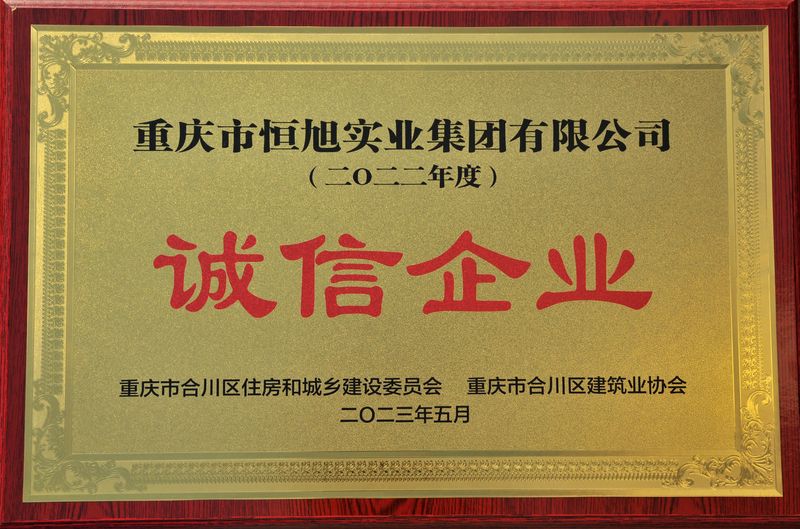 重庆市恒旭实业集团有限公司
（二O二二年度）
诚信企业
重庆市合川区住房和城乡建设委员会 重庆市合川区建筑业协会
二〇二三年五月